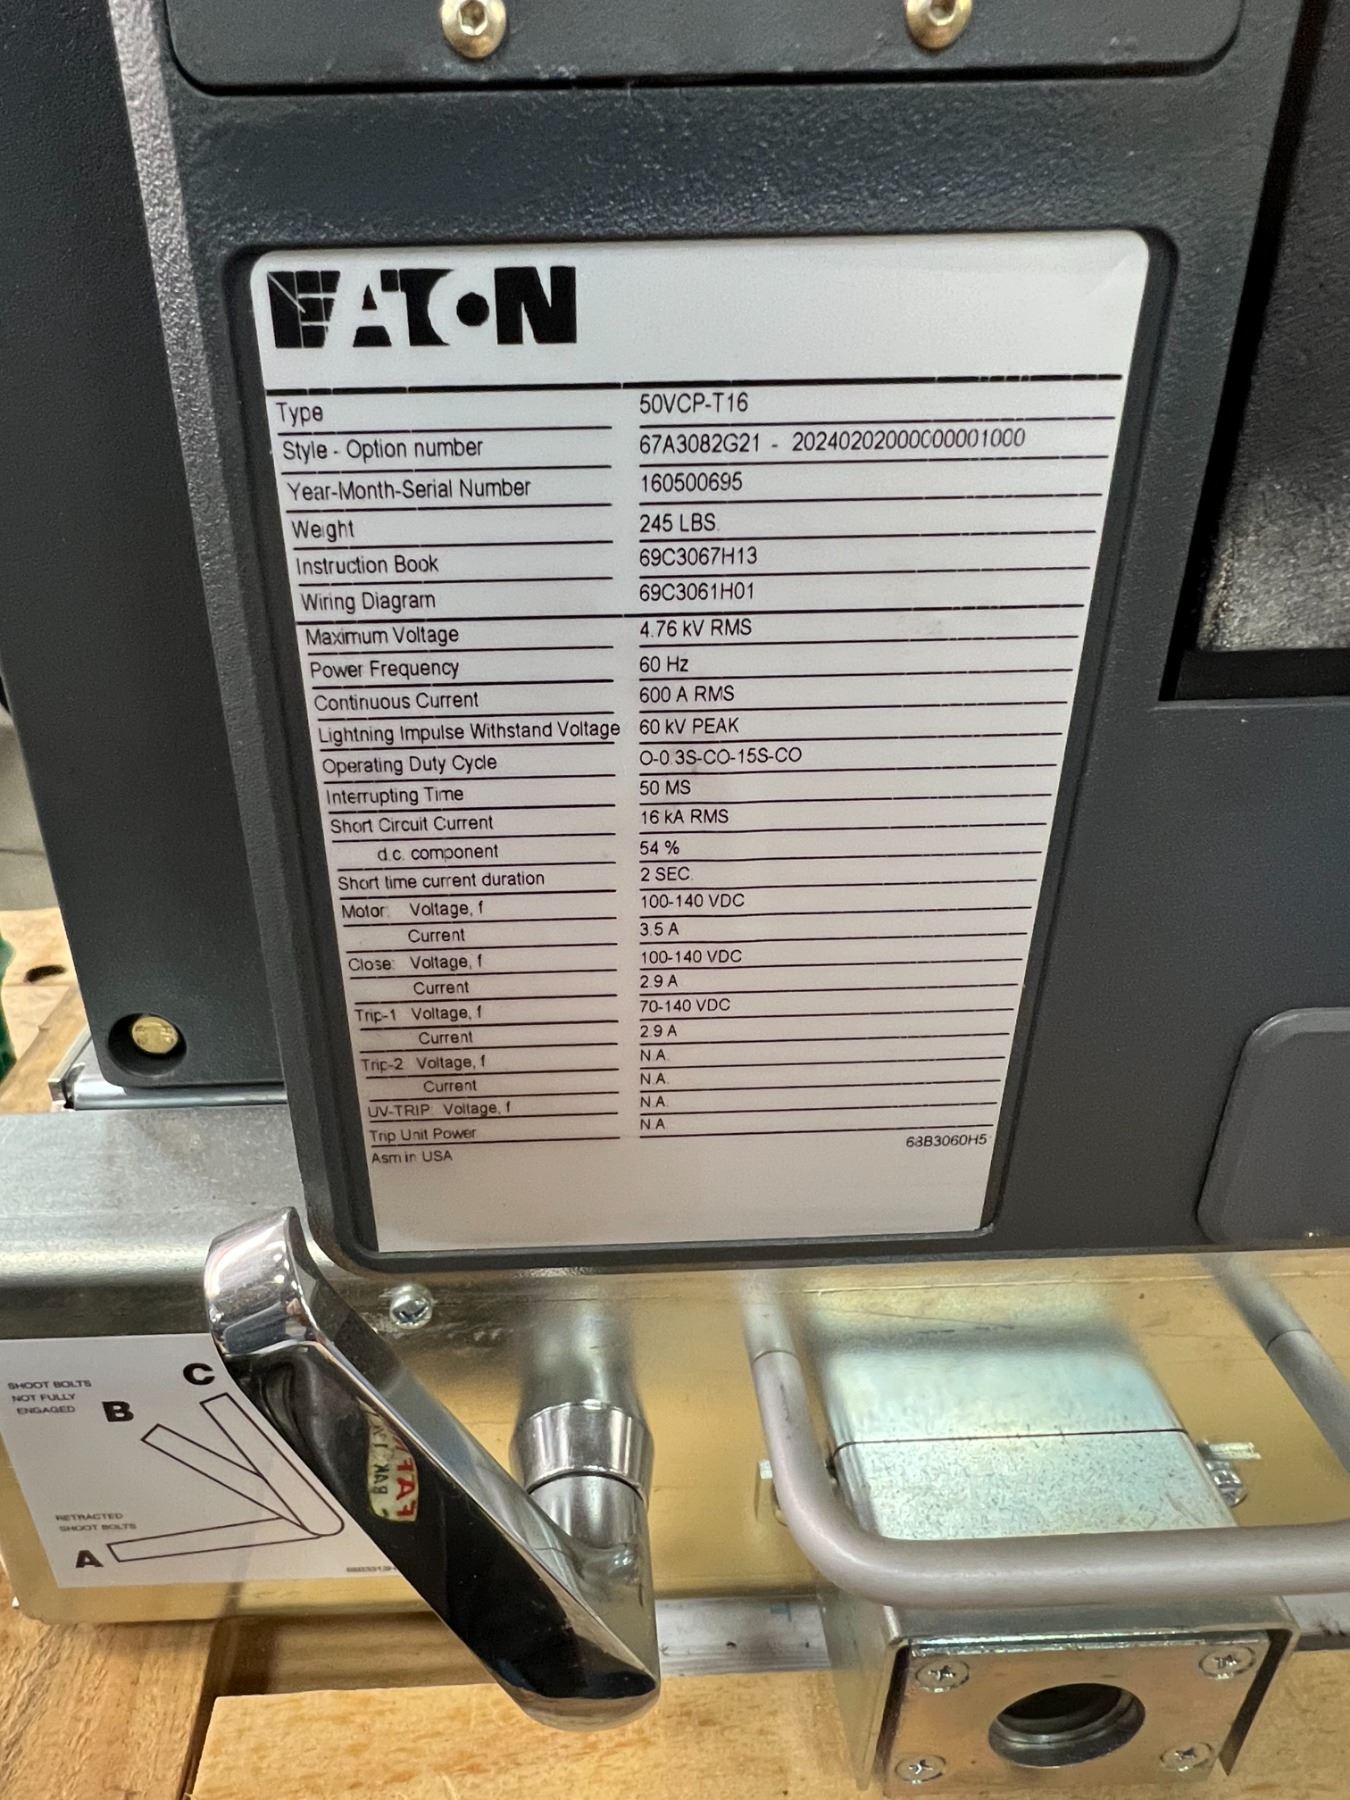 EATON
Type 50VCP-T16
Style - Option number 67A3082G21 - 20240202000000001000
Year-Month-Serial Number 160500695
Weight 245 LBS.
Instruction Book 69C3067H13
Wiring Diagram 69C3061H01
Maximum Voltage 4.76 kV RMS
Power Frequency 60 Hz
Continuous Current 600 A RMS
Lightning Impulse Withstand Voltage 60 kV PEAK
Operating Duty Cycle O-0.3S-CO-15S-CO
Interrupting Time 50 MS
Short Circuit Current 16 kA RMS
d.c. component 54 %
Short time current duration 2 SEC.
Motor: Voltage, f 100-140 VDC
Current 3.5 A
Close: Voltage, f 100-140 VDC
Current 2.9 A
Trip-1 Voltage, f 70-140 VDC
Current 2.9 A
Trip-2 Voltage, f N.A.
Current N.A.
UV-TRIP: Voltage, f N.A.
Trip Unit Power N.A.
68B3060H5
Asm in USA
SHOOT BOLTS
NOT FULLY
ENGAGED
C
B
RETRACTED
SHOOT BOLTS
A